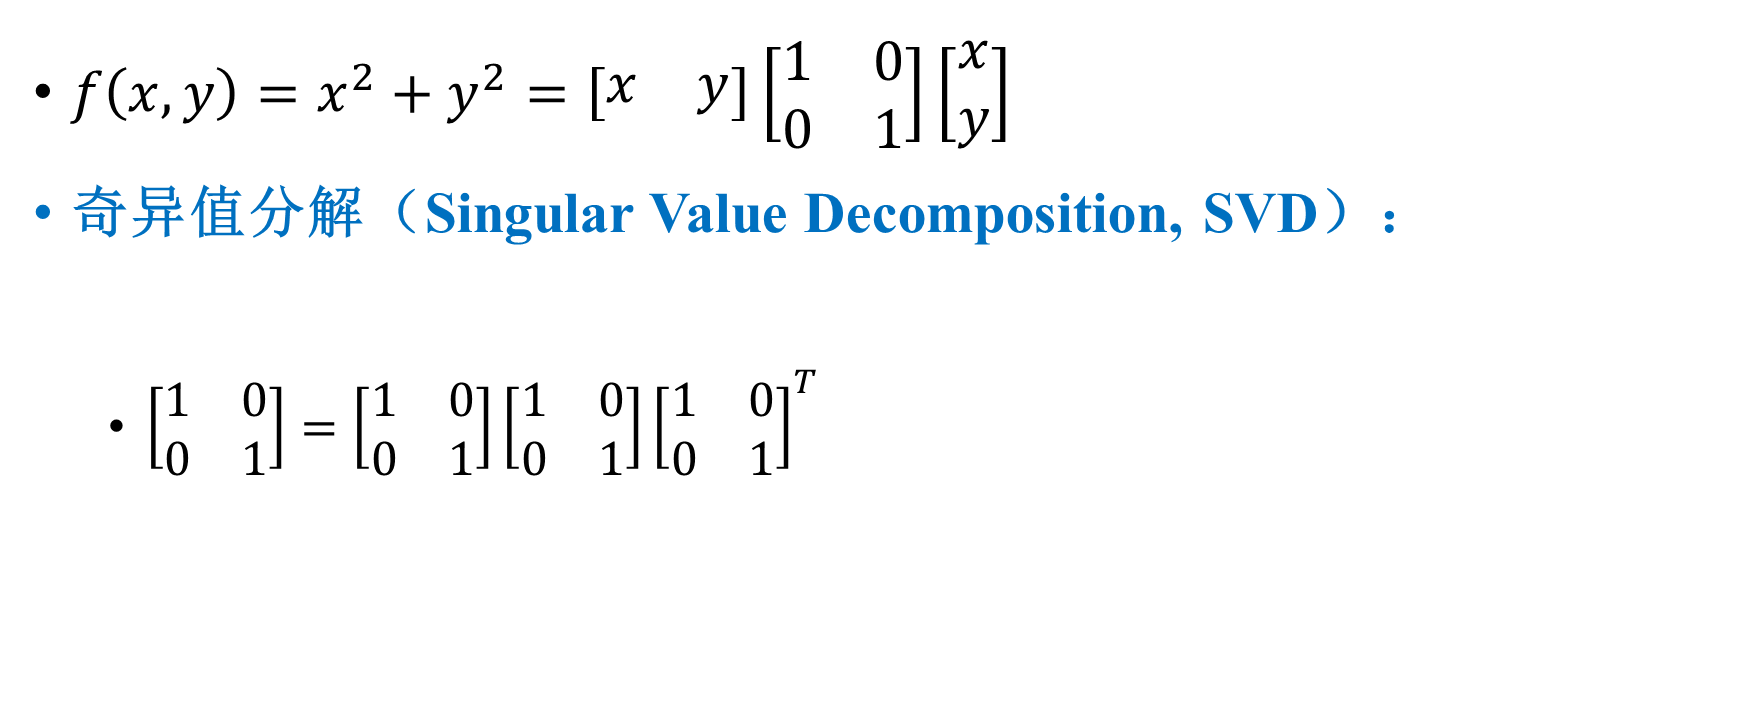 • f(x, y) = x² + y² = [x y] [1 0; 0 1] [x; y]
• 奇异值分解（Singular Value Decomposition, SVD）：
• [1 0; 0 1] = [1 0; 0 1] [1 0; 0 1] [1 0; 0 1]ᵀ